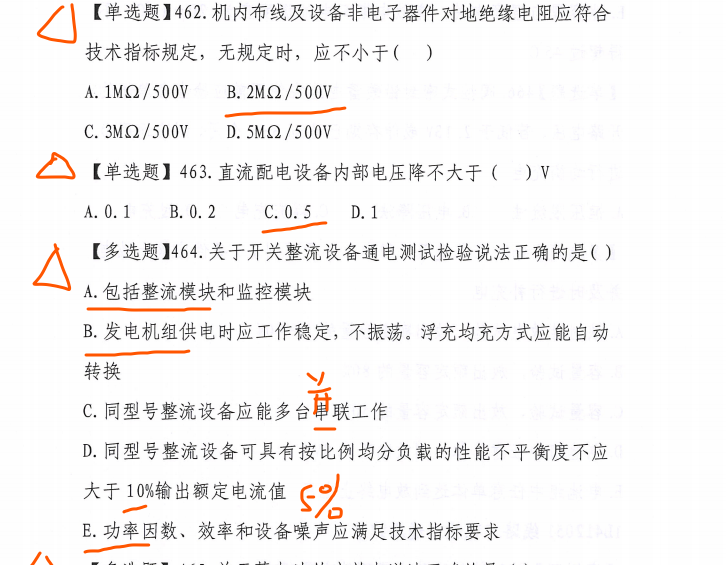 【单选题】462.机内布线及设备非电子器件对地绝缘电阻应符合
技术指标规定，无规定时，应不小于( )
A.1MΩ/500V B.2MΩ/500V
C.3MΩ/500V D.5MΩ/500V
【单选题】463.直流配电设备内部电压降不大于（ ）V
A.0.1 B.0.2 C.0.5 D.1
【多选题】464.关于开关整流设备通电测试检验说法正确的是( )
A.包括整流模块和监控模块
B.发电机组供电时应工作稳定，不振荡。浮充均充方式应能自动
转换
并
C.同型号整流设备应能多台串联工作
D.同型号整流设备可具有按比例均分负载的性能不平衡度不应
大于10%输出额定电流值 5%
E.功率因数、效率和设备噪声应满足技术指标要求